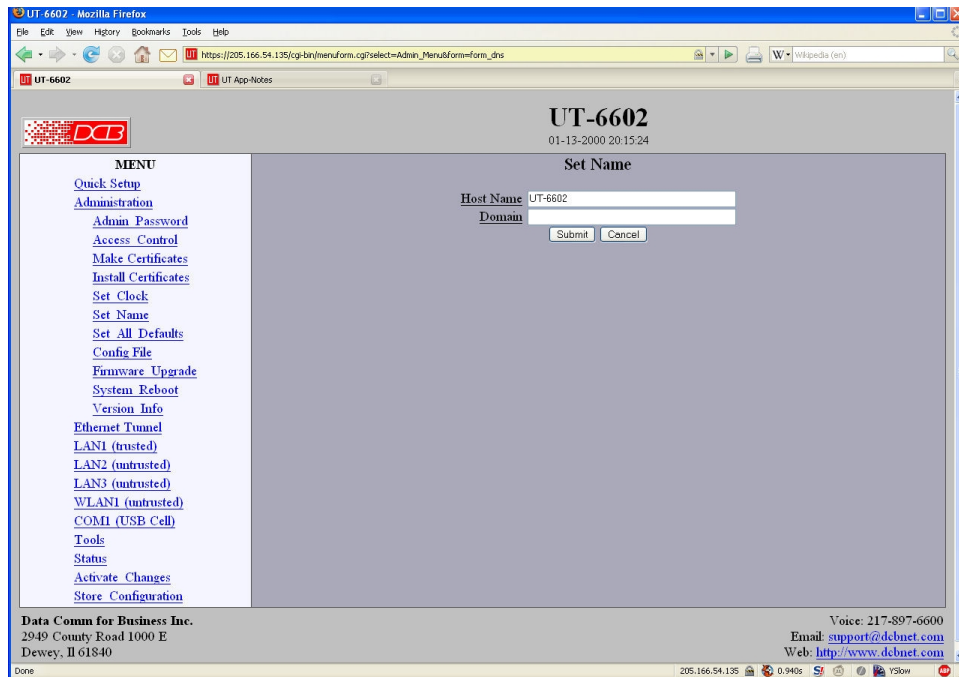 UT-6602 - Mozilla Firefox
File Edit View History Bookmarks Tools Help
https://205.166.54.135/cgi-bin/menuform.cgi?select=Admin_Menu&form=form_dns
W Wikipedia (en)
UT UT-6602
UT UT App-Notes
DCB
UT-6602
01-13-2000 20:15:24
MENU
Quick Setup
Administration
Admin Password
Access Control
Make Certificates
Install Certificates
Set Clock
Set Name
Set All Defaults
Config File
Firmware Upgrade
System Reboot
Version Info
Ethernet Tunnel
LAN1 (trusted)
LAN2 (untrusted)
LAN3 (untrusted)
WLAN1 (untrusted)
COM1 (USB Cell)
Tools
Status
Activate Changes
Store Configuration
Set Name
Host Name UT-6602
Domain
Submit Cancel
Data Comm for Business Inc.
2949 County Road 1000 E
Dewey, Il 61840
Voice: 217-897-6600
Email: support@dcbnet.com
Web: http://www.dcbnet.com
Done
205.166.54.135 0.940s YSlow ABP